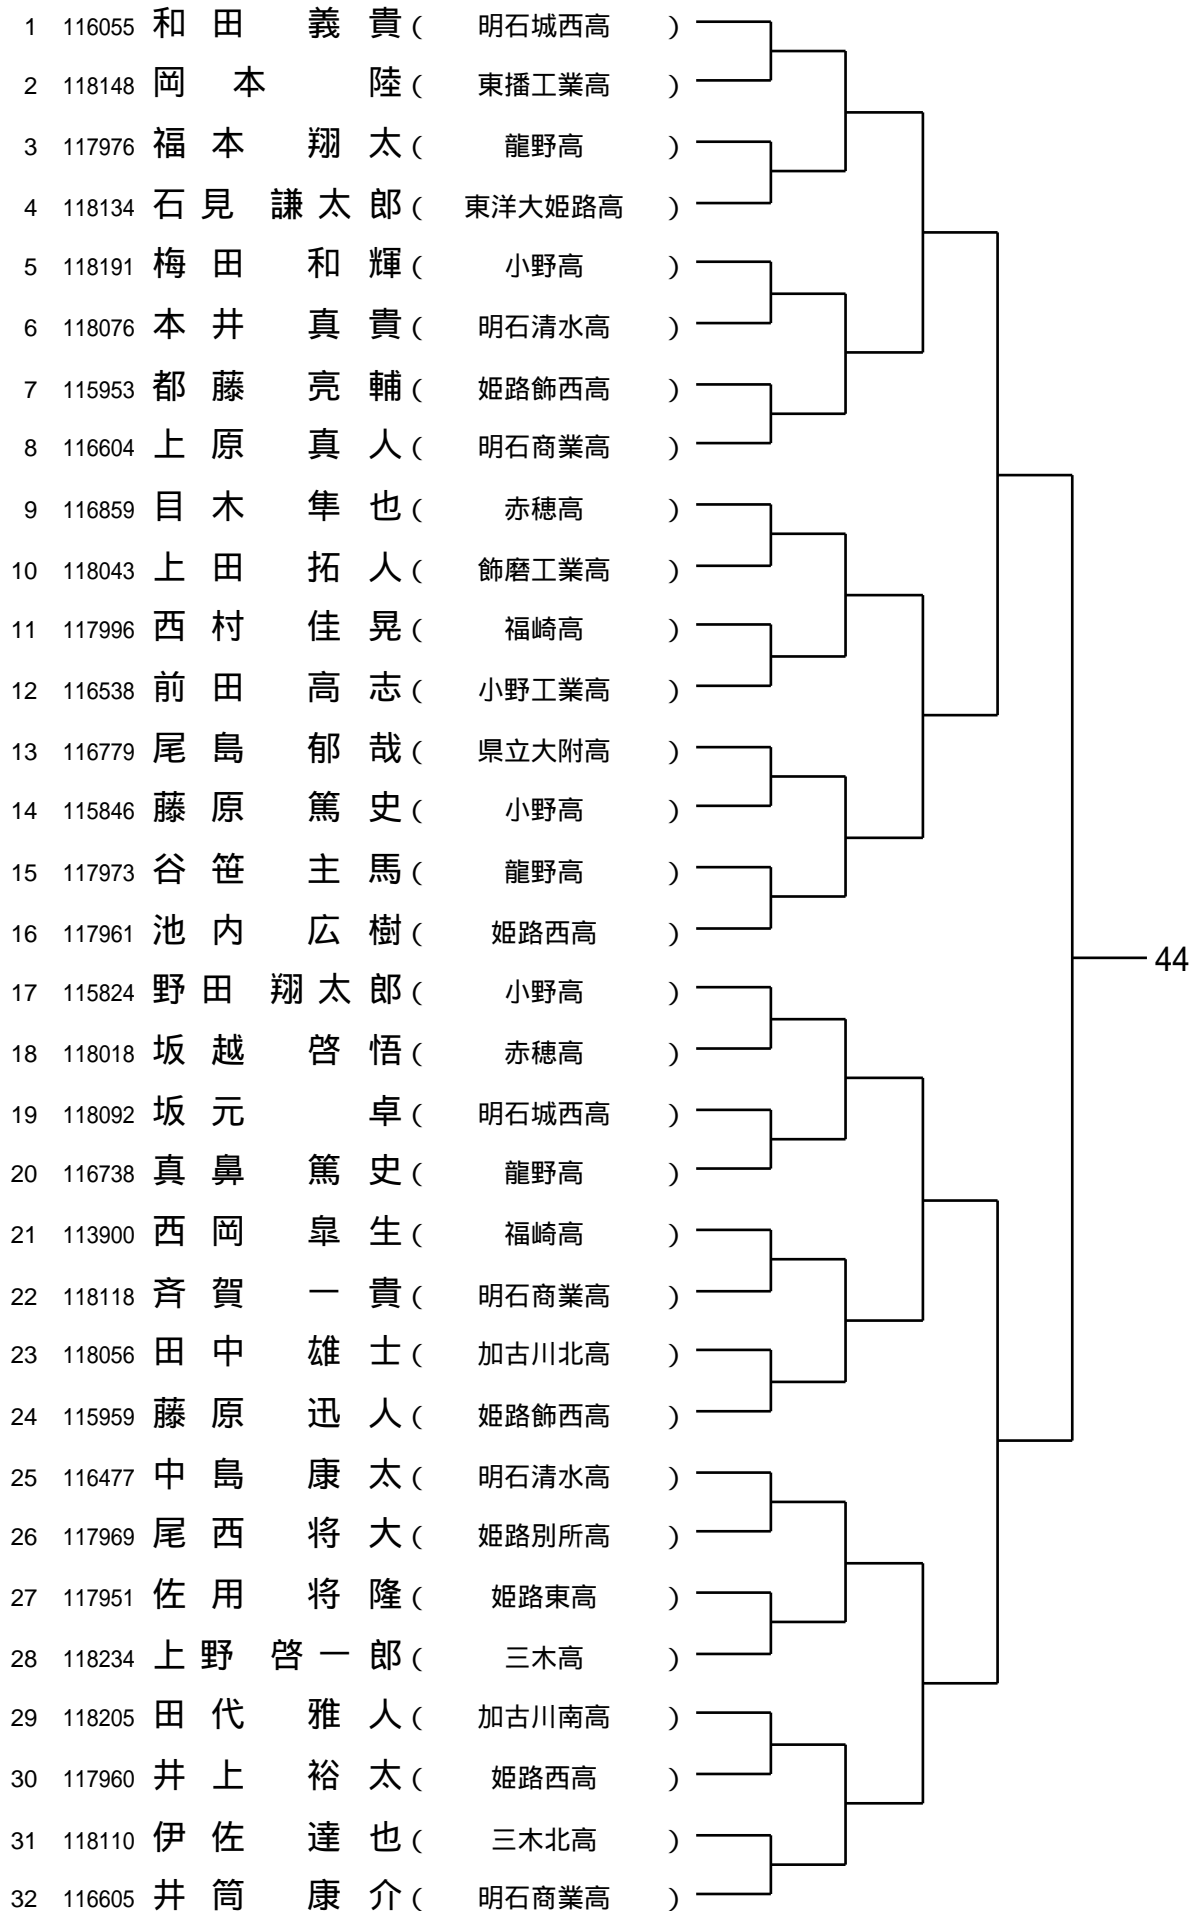 1 116055 和田 義貴 ( 明石城西高 )
2 118148 岡本 陸 ( 東播工業高 )
3 117976 福本 翔太 ( 龍野高 )
4 118134 石見 謙太郎 ( 東洋大姫路高 )
5 118191 梅田 和輝 ( 小野高 )
6 118076 本井 真貴 ( 明石清水高 )
7 115953 都藤 亮輔 ( 姫路飾西高 )
8 116604 上原 真人 ( 明石商業高 )
9 116859 目木 隼也 ( 赤穂高 )
10 118043 上田 拓人 ( 飾磨工業高 )
11 117996 西村 佳晃 ( 福崎高 )
12 116538 前田 高志 ( 小野工業高 )
13 116779 尾島 郁哉 ( 県立大附高 )
14 115846 藤原 篤史 ( 小野高 )
15 117973 谷笹 主馬 ( 龍野高 )
16 117961 池内 広樹 ( 姫路西高 )
44
17 115824 野田 翔太郎 ( 小野高 )
18 118018 坂越 啓悟 ( 赤穂高 )
19 118092 坂元 卓 ( 明石城西高 )
20 116738 真鼻 篤史 ( 龍野高 )
21 113900 西岡 皐生 ( 福崎高 )
22 118118 斉賀 一貴 ( 明石商業高 )
23 118056 田中 雄士 ( 加古川北高 )
24 115959 藤原 迅人 ( 姫路飾西高 )
25 116477 中島 康太 ( 明石清水高 )
26 117969 尾西 将大 ( 姫路別所高 )
27 117951 佐用 将隆 ( 姫路東高 )
28 118234 上野 啓一郎 ( 三木高 )
29 118205 田代 雅人 ( 加古川南高 )
30 117960 井上 裕太 ( 姫路西高 )
31 118110 伊佐 達也 ( 三木北高 )
32 116605 井筒 康介 ( 明石商業高 )